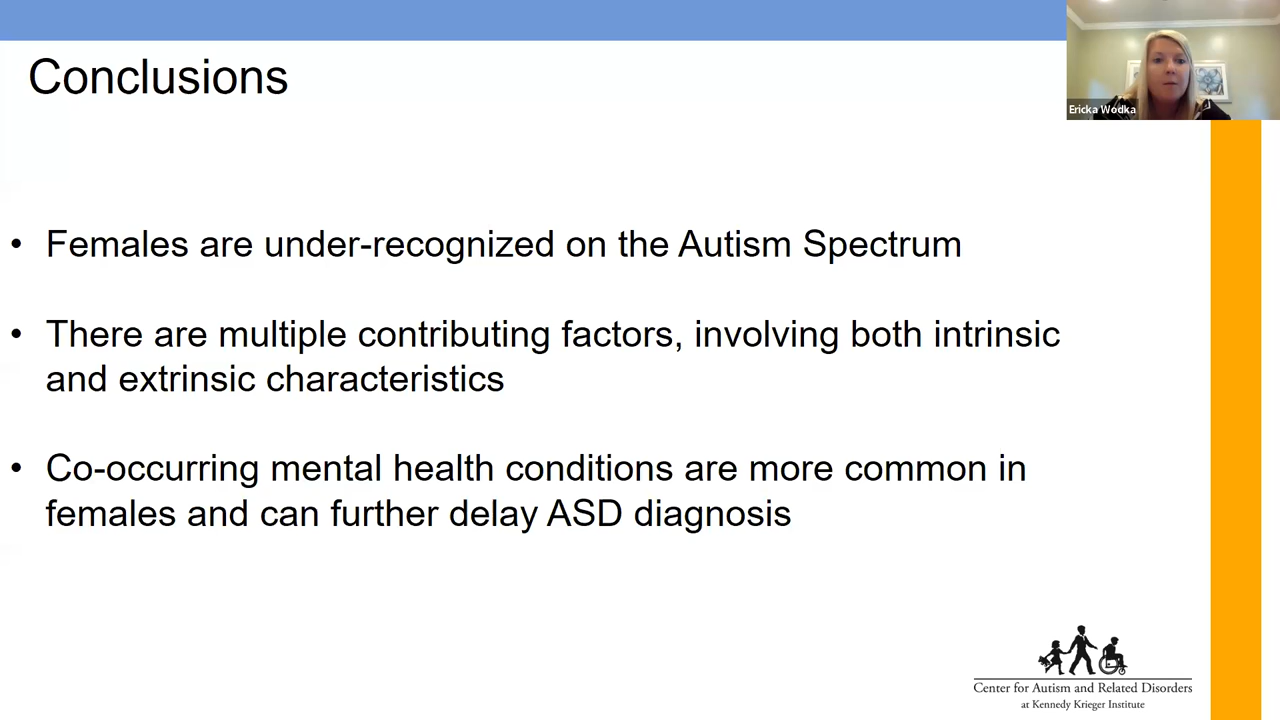 Conclusions
Ericka Wodka
• Females are under-recognized on the Autism Spectrum
• There are multiple contributing factors, involving both intrinsic
and extrinsic characteristics
• Co-occurring mental health conditions are more common in
females and can further delay ASD diagnosis
Center for Autism and Related Disorders
at Kennedy Krieger Institute